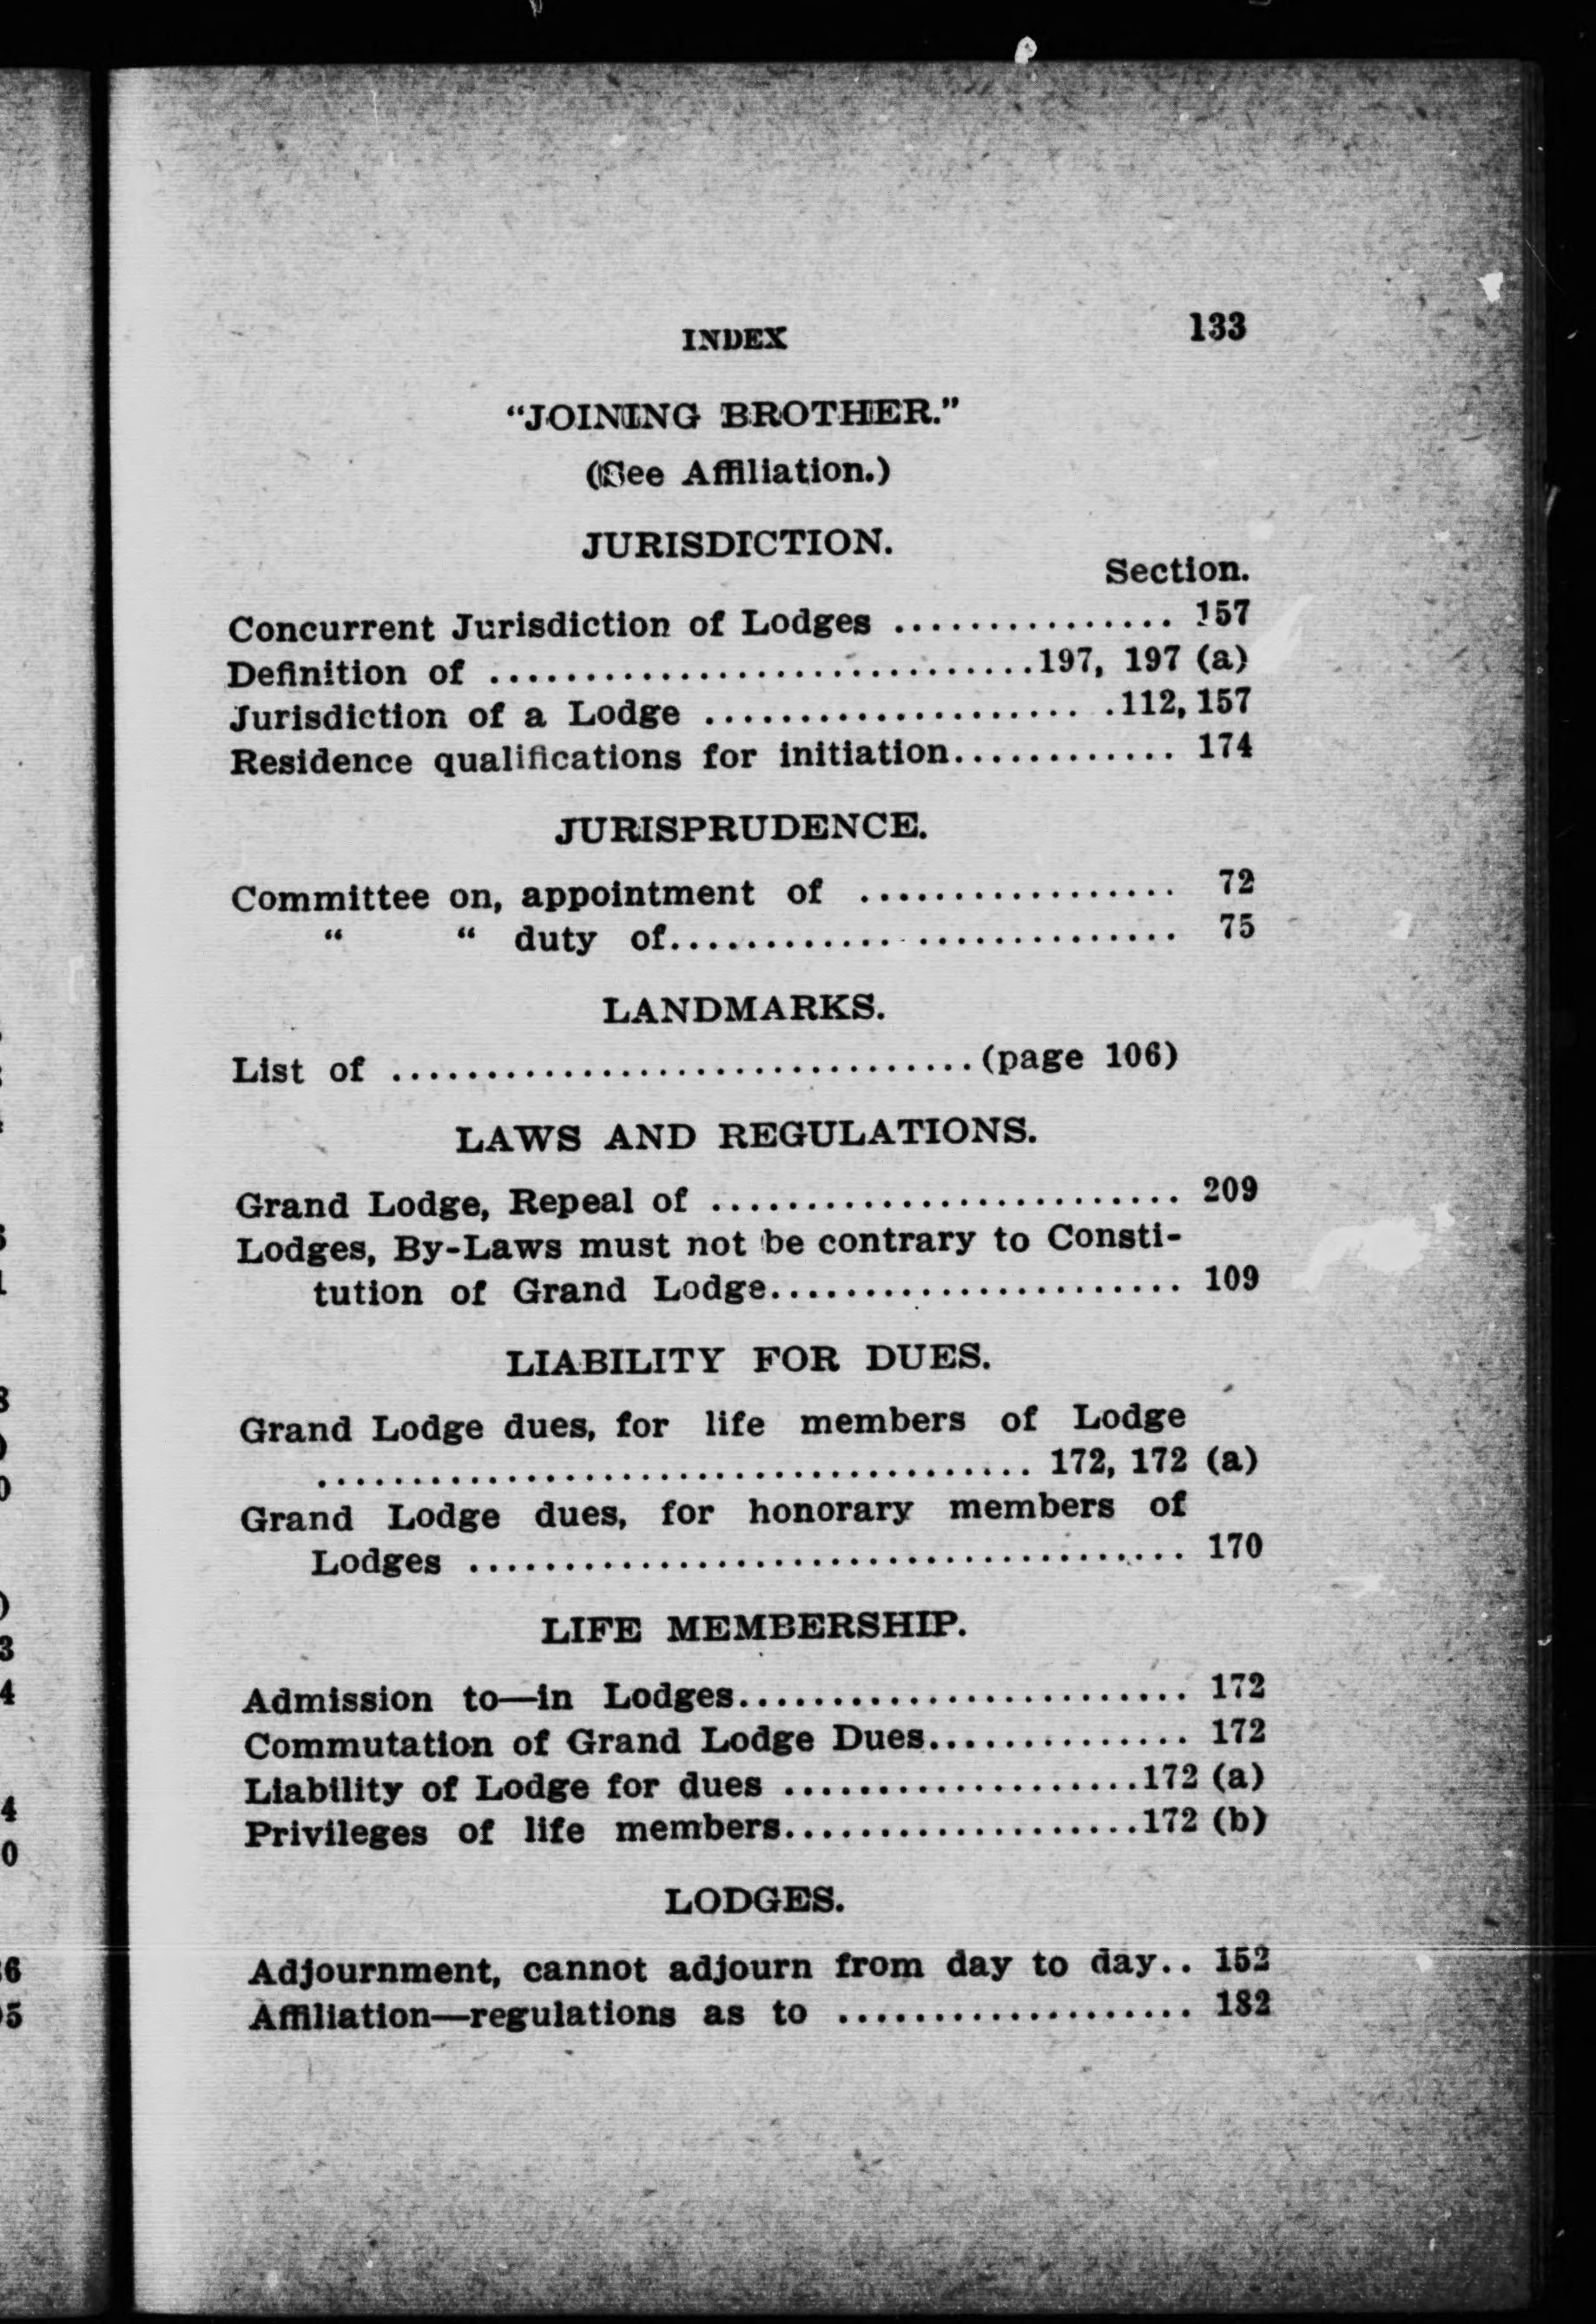 INDEX 133
“JOINING BROTHER.”
(See Affiliation.)
JURISDICTION.
Section.
Concurrent Jurisdiction of Lodges ............... 157
Definition of .............................197, 197 (a)
Jurisdiction of a Lodge .................... .112, 157
Residence qualifications for initiation............ 174
JURISPRUDENCE.
Committee on, appointment of ................. 72
“ “ duty of........................... 75
LANDMARKS.
List of ...............................(page 106)
LAWS AND REGULATIONS.
Grand Lodge, Repeal of ......................... 209
Lodges, By-Laws must not be contrary to Consti-
tution of Grand Lodge...................... 109
LIABILITY FOR DUES.
Grand Lodge dues, for life members of Lodge
...................................... 172, 172 (a)
Grand Lodge dues, for honorary members of
Lodges ...................................... 170
LIFE MEMBERSHIP.
Admission to—in Lodges........................ 172
Commutation of Grand Lodge Dues.............. 172
Liability of Lodge for dues ...................172 (a)
Privileges of life members...................172 (b)
LODGES.
Adjournment, cannot adjourn from day to day.. 152
Affiliation—regulations as to ................... 182